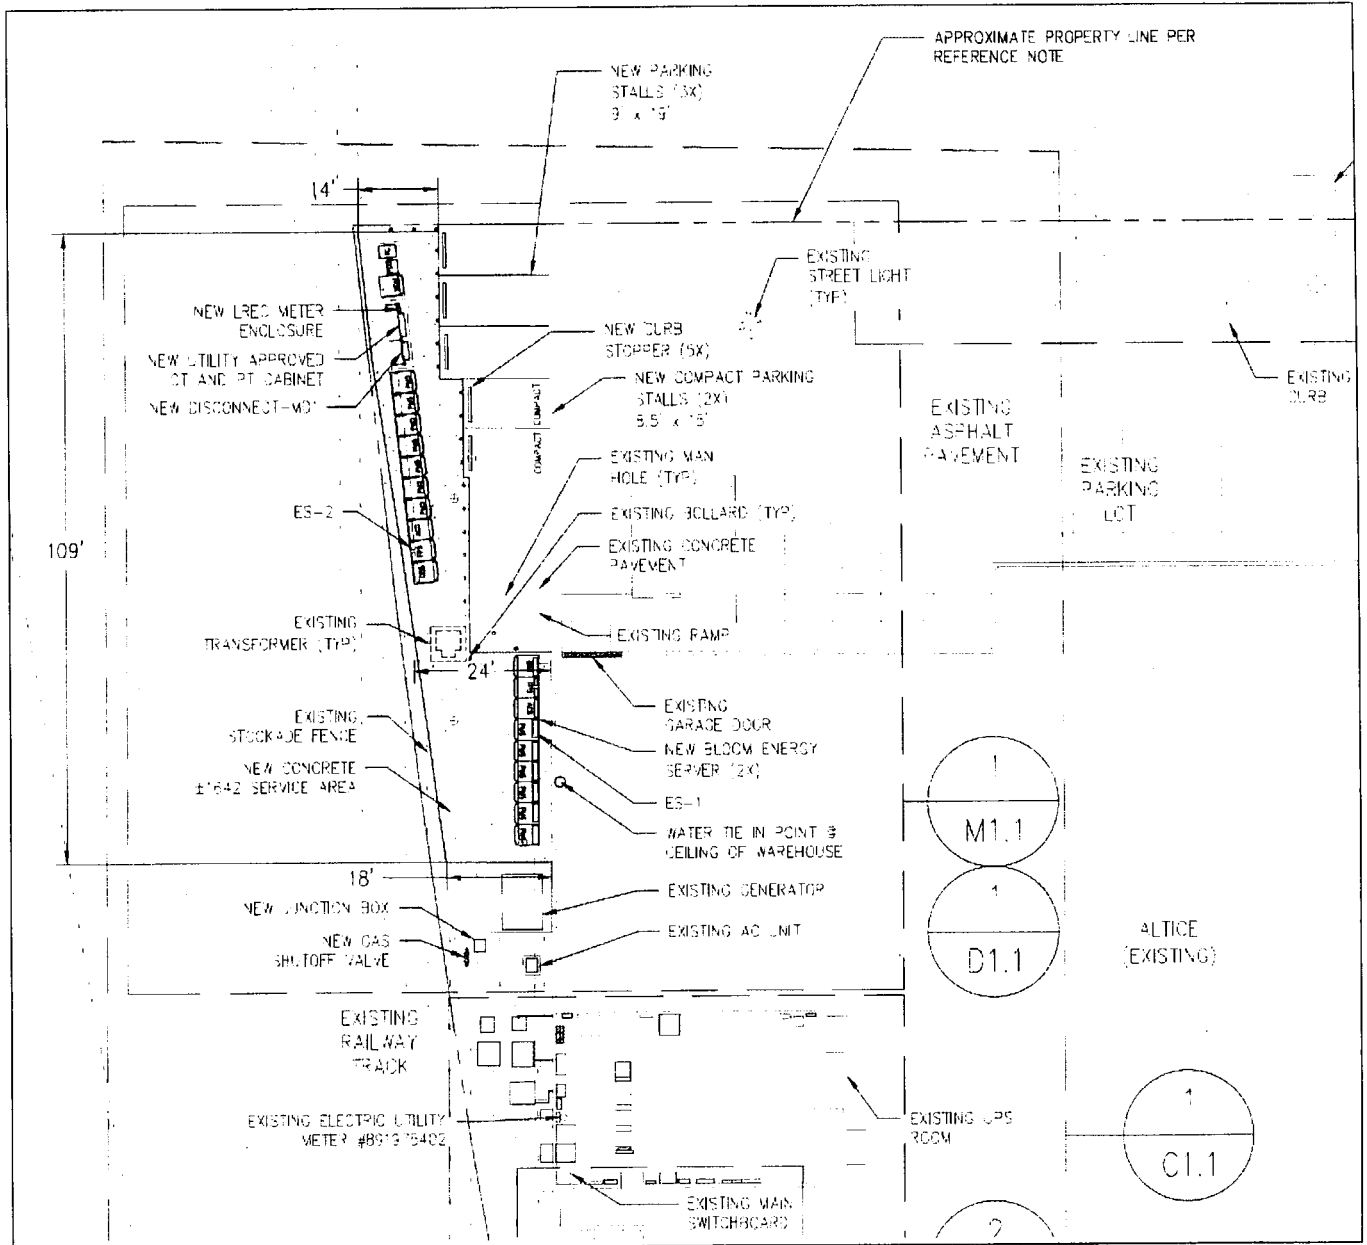 APPROXIMATE PROPERTY LINE PER
REFERENCE NOTE
NEW PARKING
STALLS (3X)
9' x 19'
14'
EXISTING
STREET LIGHT
(TYP)
NEW LREC METER
ENCLOSURE
NEW UTILITY APPROVED
CT AND PT CABINET
NEW DISCONNECT-MD1
NEW CURB
STOPPER (5X)
NEW COMPACT PARKING
STALLS (2X)
COMPACT COMPACT
EXISTING
CURB
EXISTING
ASPHALT
PAVEMENT
EXISTING
PARKING
LOT
EXISTING MAN
HOLE (TYP)
ES-2
EXISTING BOLLARD (TYP)
109'
EXISTING CONCRETE
PAVEMENT
EXISTING
TRANSFORMER (TYP)
EXISTING RAMP
24'
EXISTING
STOCKADE FENCE
EXISTING
GARAGE DOOR
NEW BLOOM ENERGY
SERVER (2X)
NEW CONCRETE
±1642 SERVICE AREA
ES-1
1
M1.1
WATER TIE IN POINT @
CEILING OF WAREHOUSE
18'
EXISTING GENERATOR
NEW JUNCTION BOX
1
D1.1
NEW GAS
SHUTOFF VALVE
EXISTING AC UNIT
ALTICE
(EXISTING)
EXISTING
RAILWAY
TRACK
EXISTING ELECTRIC UTILITY
METER
EXISTING UPS
ROOM
1
C1.1
EXISTING MAIN
SWITCHBOARD
2